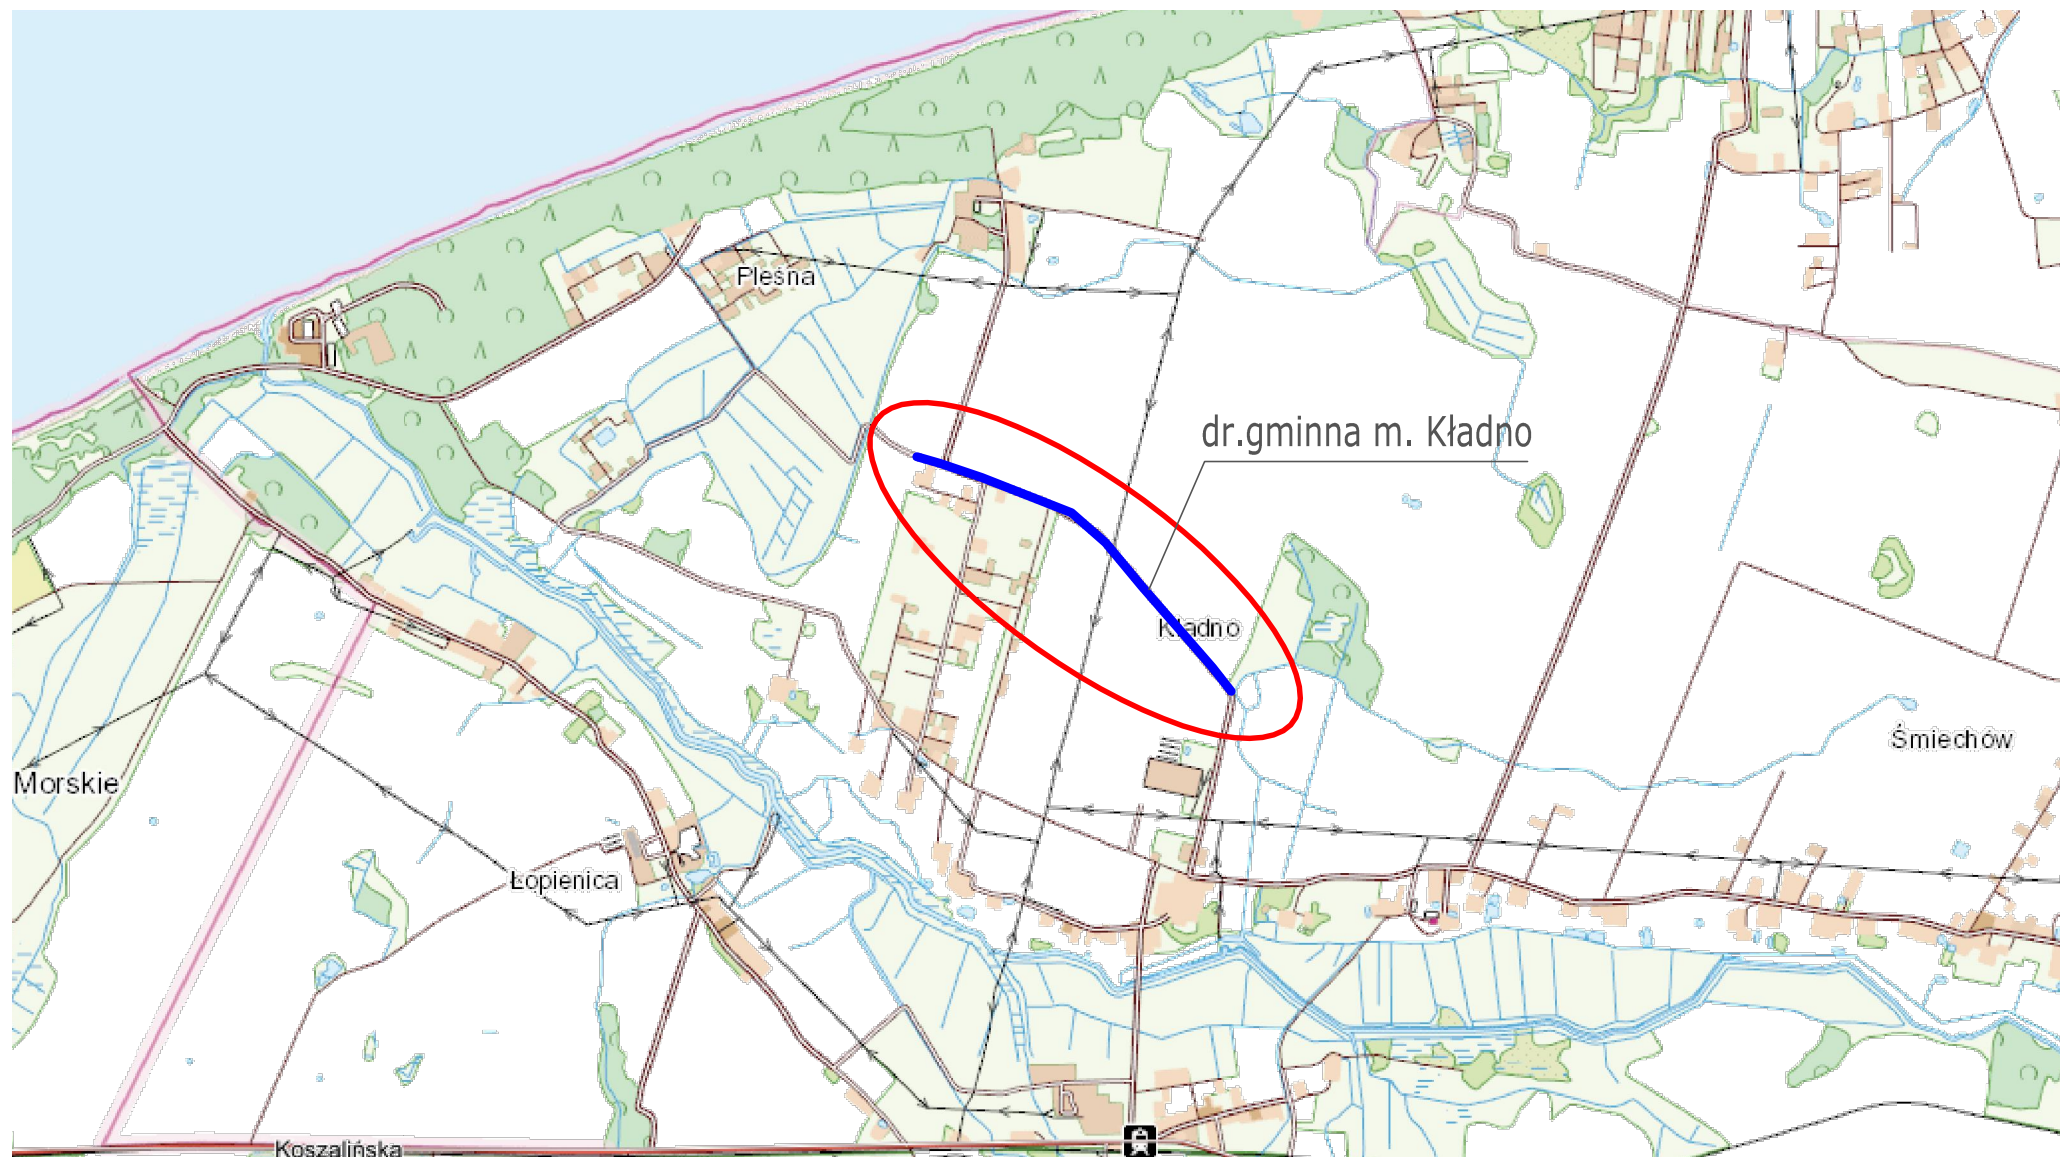 Pleśna
dr.gminna m. Kładno
Kładno
Śmiechów
Morskie
Łopienica
Koszalińska